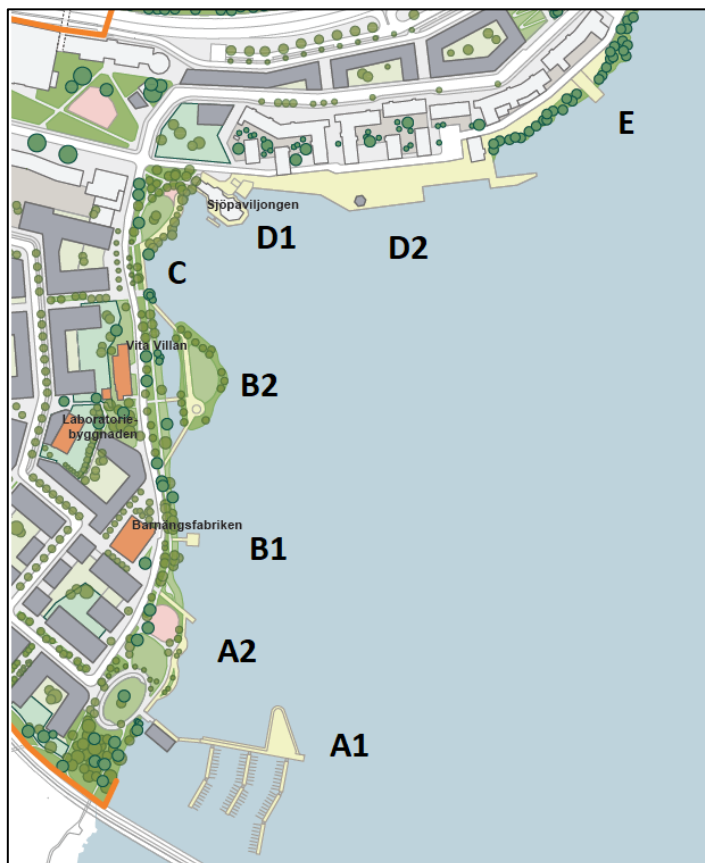 E
Sjöpaviljongen
D1
D2
C
Vita Villan
B2
Laboratorie-
byggnaden
Barnängsfabriken
B1
A2
A1